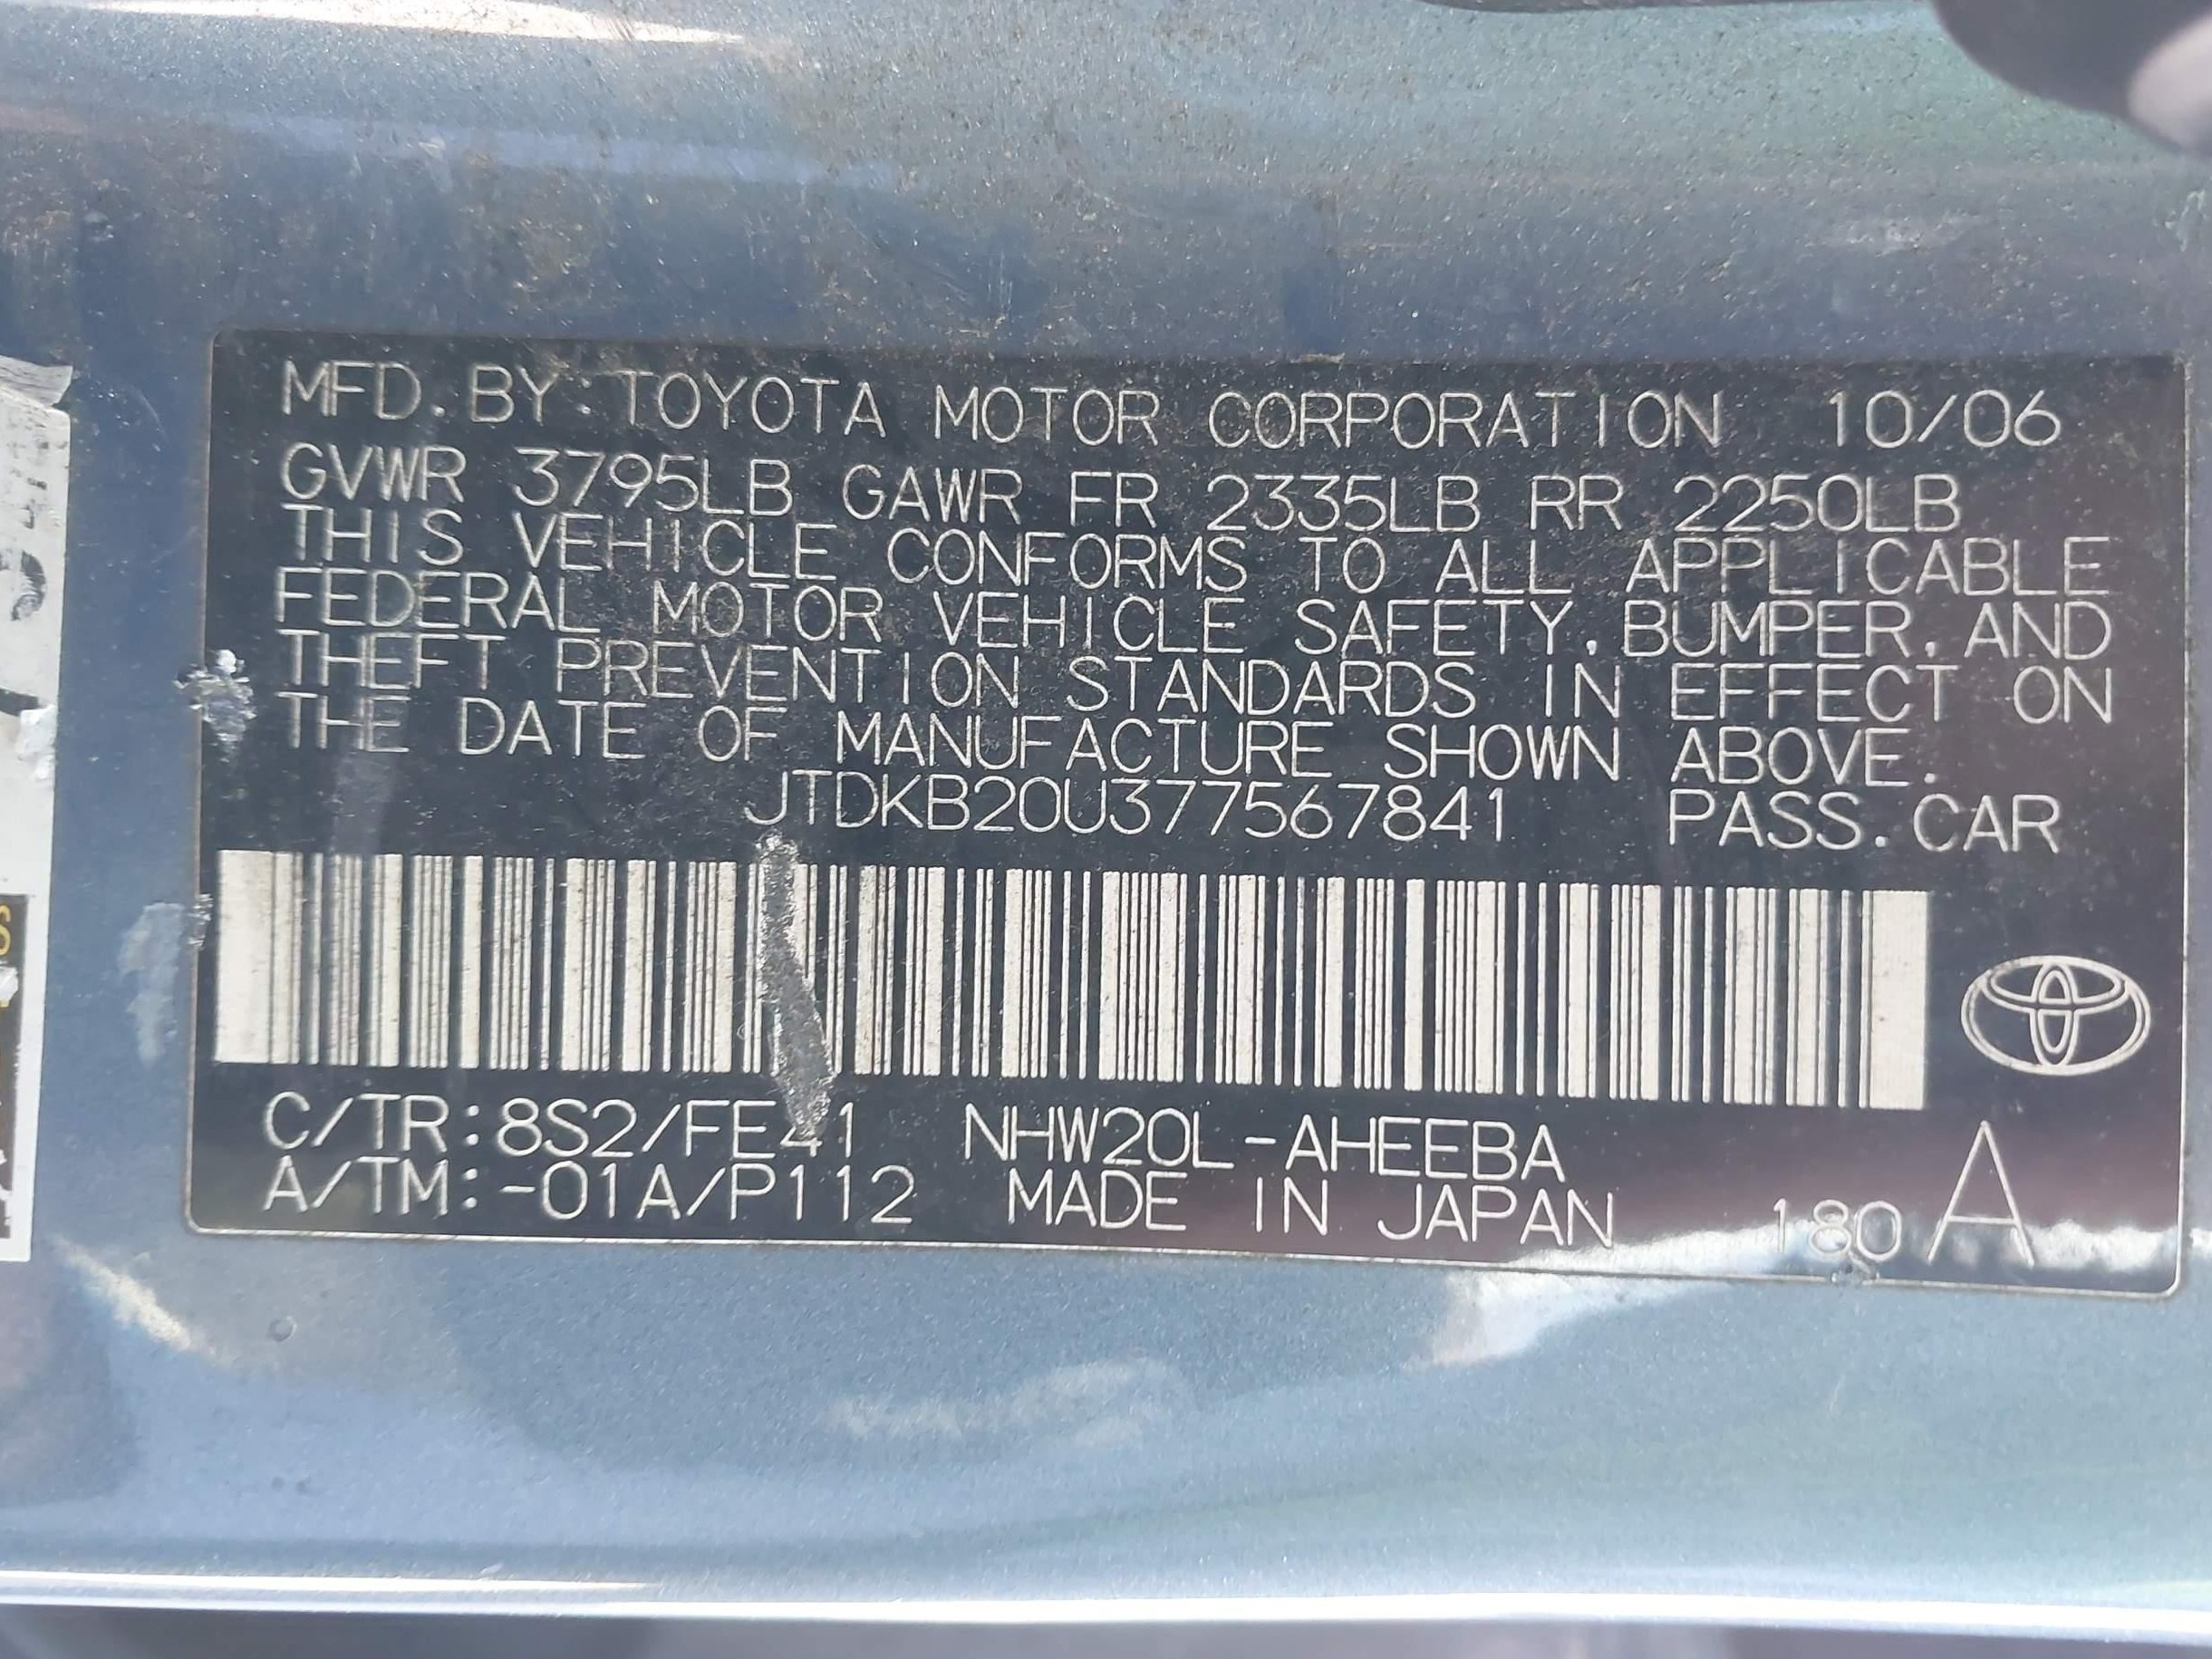 MFD. BY: TOYOTA MOTOR CORPORATION 10/06
GVWR 3795LB GAWR FR 2335LB RR 2250LB
THIS VEHICLE CONFORMS TO ALL APPLICABLE
FEDERAL MOTOR VEHICLE SAFETY, BUMPER, AND
THEFT PREVENTION STANDARDS IN EFFECT ON
THE DATE OF MANUFACTURE SHOWN ABOVE.
JTDKB20U377567841 PASS. CAR
C/TR:8S2/FE41 NHW20L-AHEEBA
A/TM:-01A/P112 MADE IN JAPAN 180 A